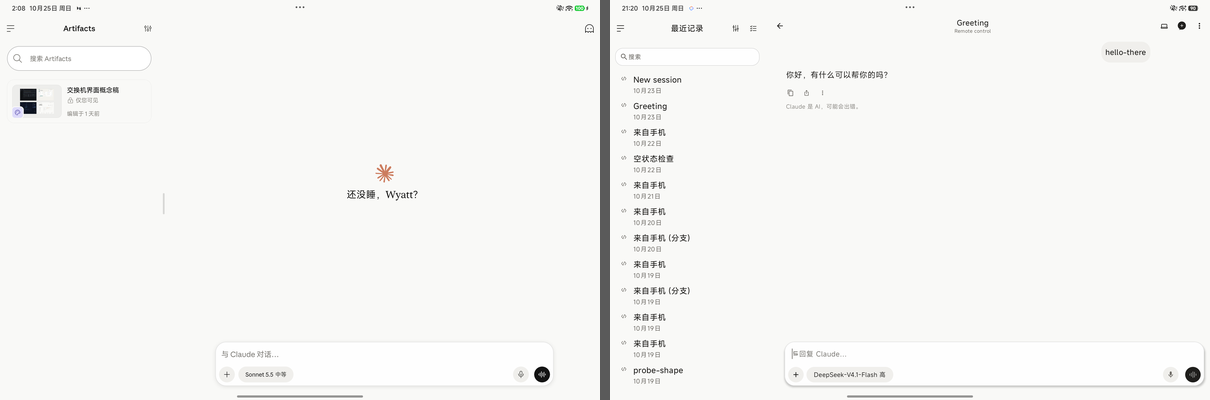 2:08 10月25日 周日
100
Artifacts
搜索 Artifacts
交换机界面概念稿
仅您可见
编辑于 1 天前
还没睡，Wyatt?
与 Claude 对话...
Sonnet 5.5 中等
21:20 10月25日 周日
90
最近记录
搜索
New session
10月23日
Greeting
10月23日
来自手机
10月22日
空状态检查
10月22日
来自手机
10月21日
来自手机
10月20日
来自手机 (分支)
10月20日
来自手机
10月19日
来自手机 (分支)
10月19日
来自手机
10月19日
来自手机
10月19日
probe-shape
10月19日
Greeting
Remote control
hello-there
你好，有什么可以帮你的吗？
Claude 是 AI，可能会出错。
回复 Claude...
DeepSeek-V4.1-Flash 高